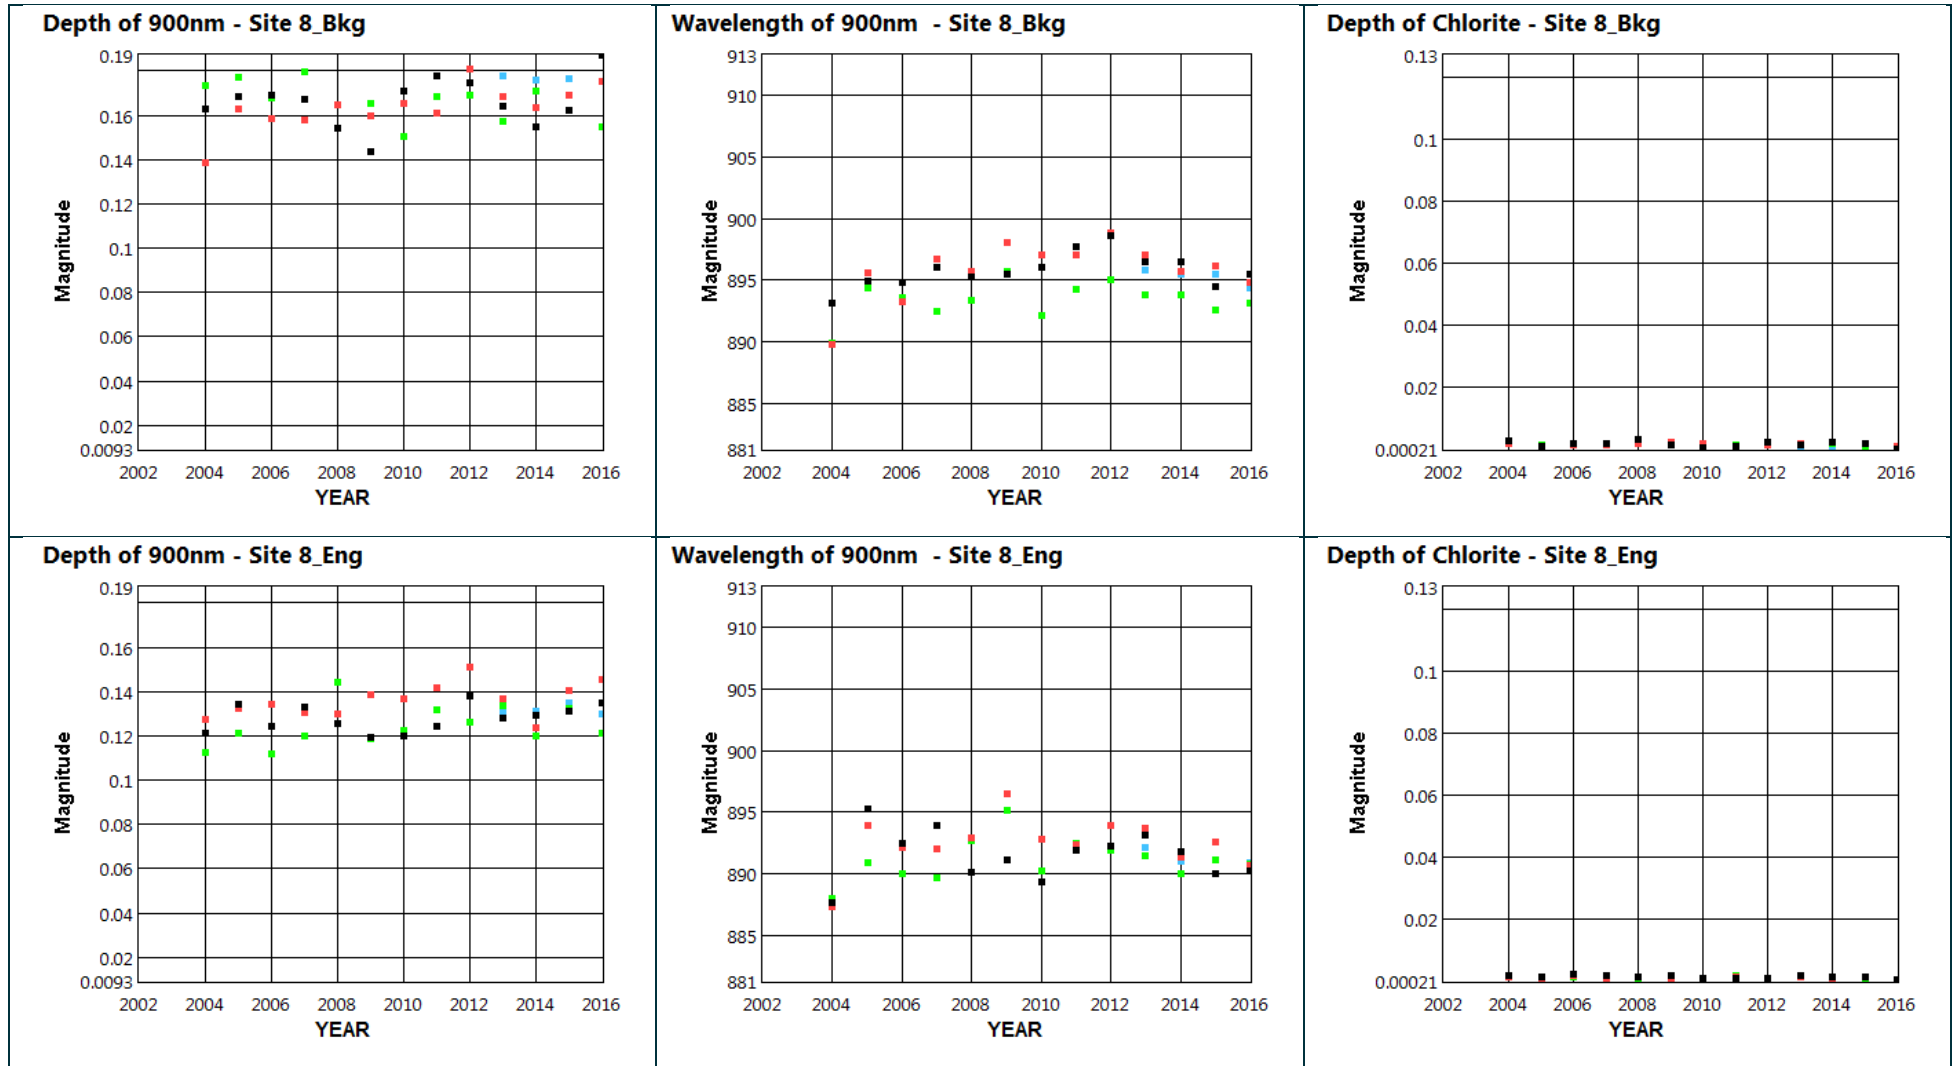 Depth of 900nm - Site 8_Bkg
0.19
0.16
0.14
0.12
0.1
0.08
0.06
0.04
0.02
0.0093
Magnitude
2002 2004 2006 2008 2010 2012 2014 2016
YEAR
Wavelength of 900nm - Site 8_Bkg
913
910
905
900
895
890
885
881
Magnitude
2002 2004 2006 2008 2010 2012 2014 2016
YEAR
Depth of Chlorite - Site 8_Bkg
0.13
0.1
0.08
0.06
0.04
0.02
0.00021
Magnitude
2002 2004 2006 2008 2010 2012 2014 2016
YEAR
Depth of 900nm - Site 8_Eng
0.19
0.16
0.14
0.12
0.1
0.08
0.06
0.04
0.02
0.0093
Magnitude
2002 2004 2006 2008 2010 2012 2014 2016
YEAR
Wavelength of 900nm - Site 8_Eng
913
910
905
900
895
890
885
881
Magnitude
2002 2004 2006 2008 2010 2012 2014 2016
YEAR
Depth of Chlorite - Site 8_Eng
0.13
0.1
0.08
0.06
0.04
0.02
0.00021
Magnitude
2002 2004 2006 2008 2010 2012 2014 2016
YEAR